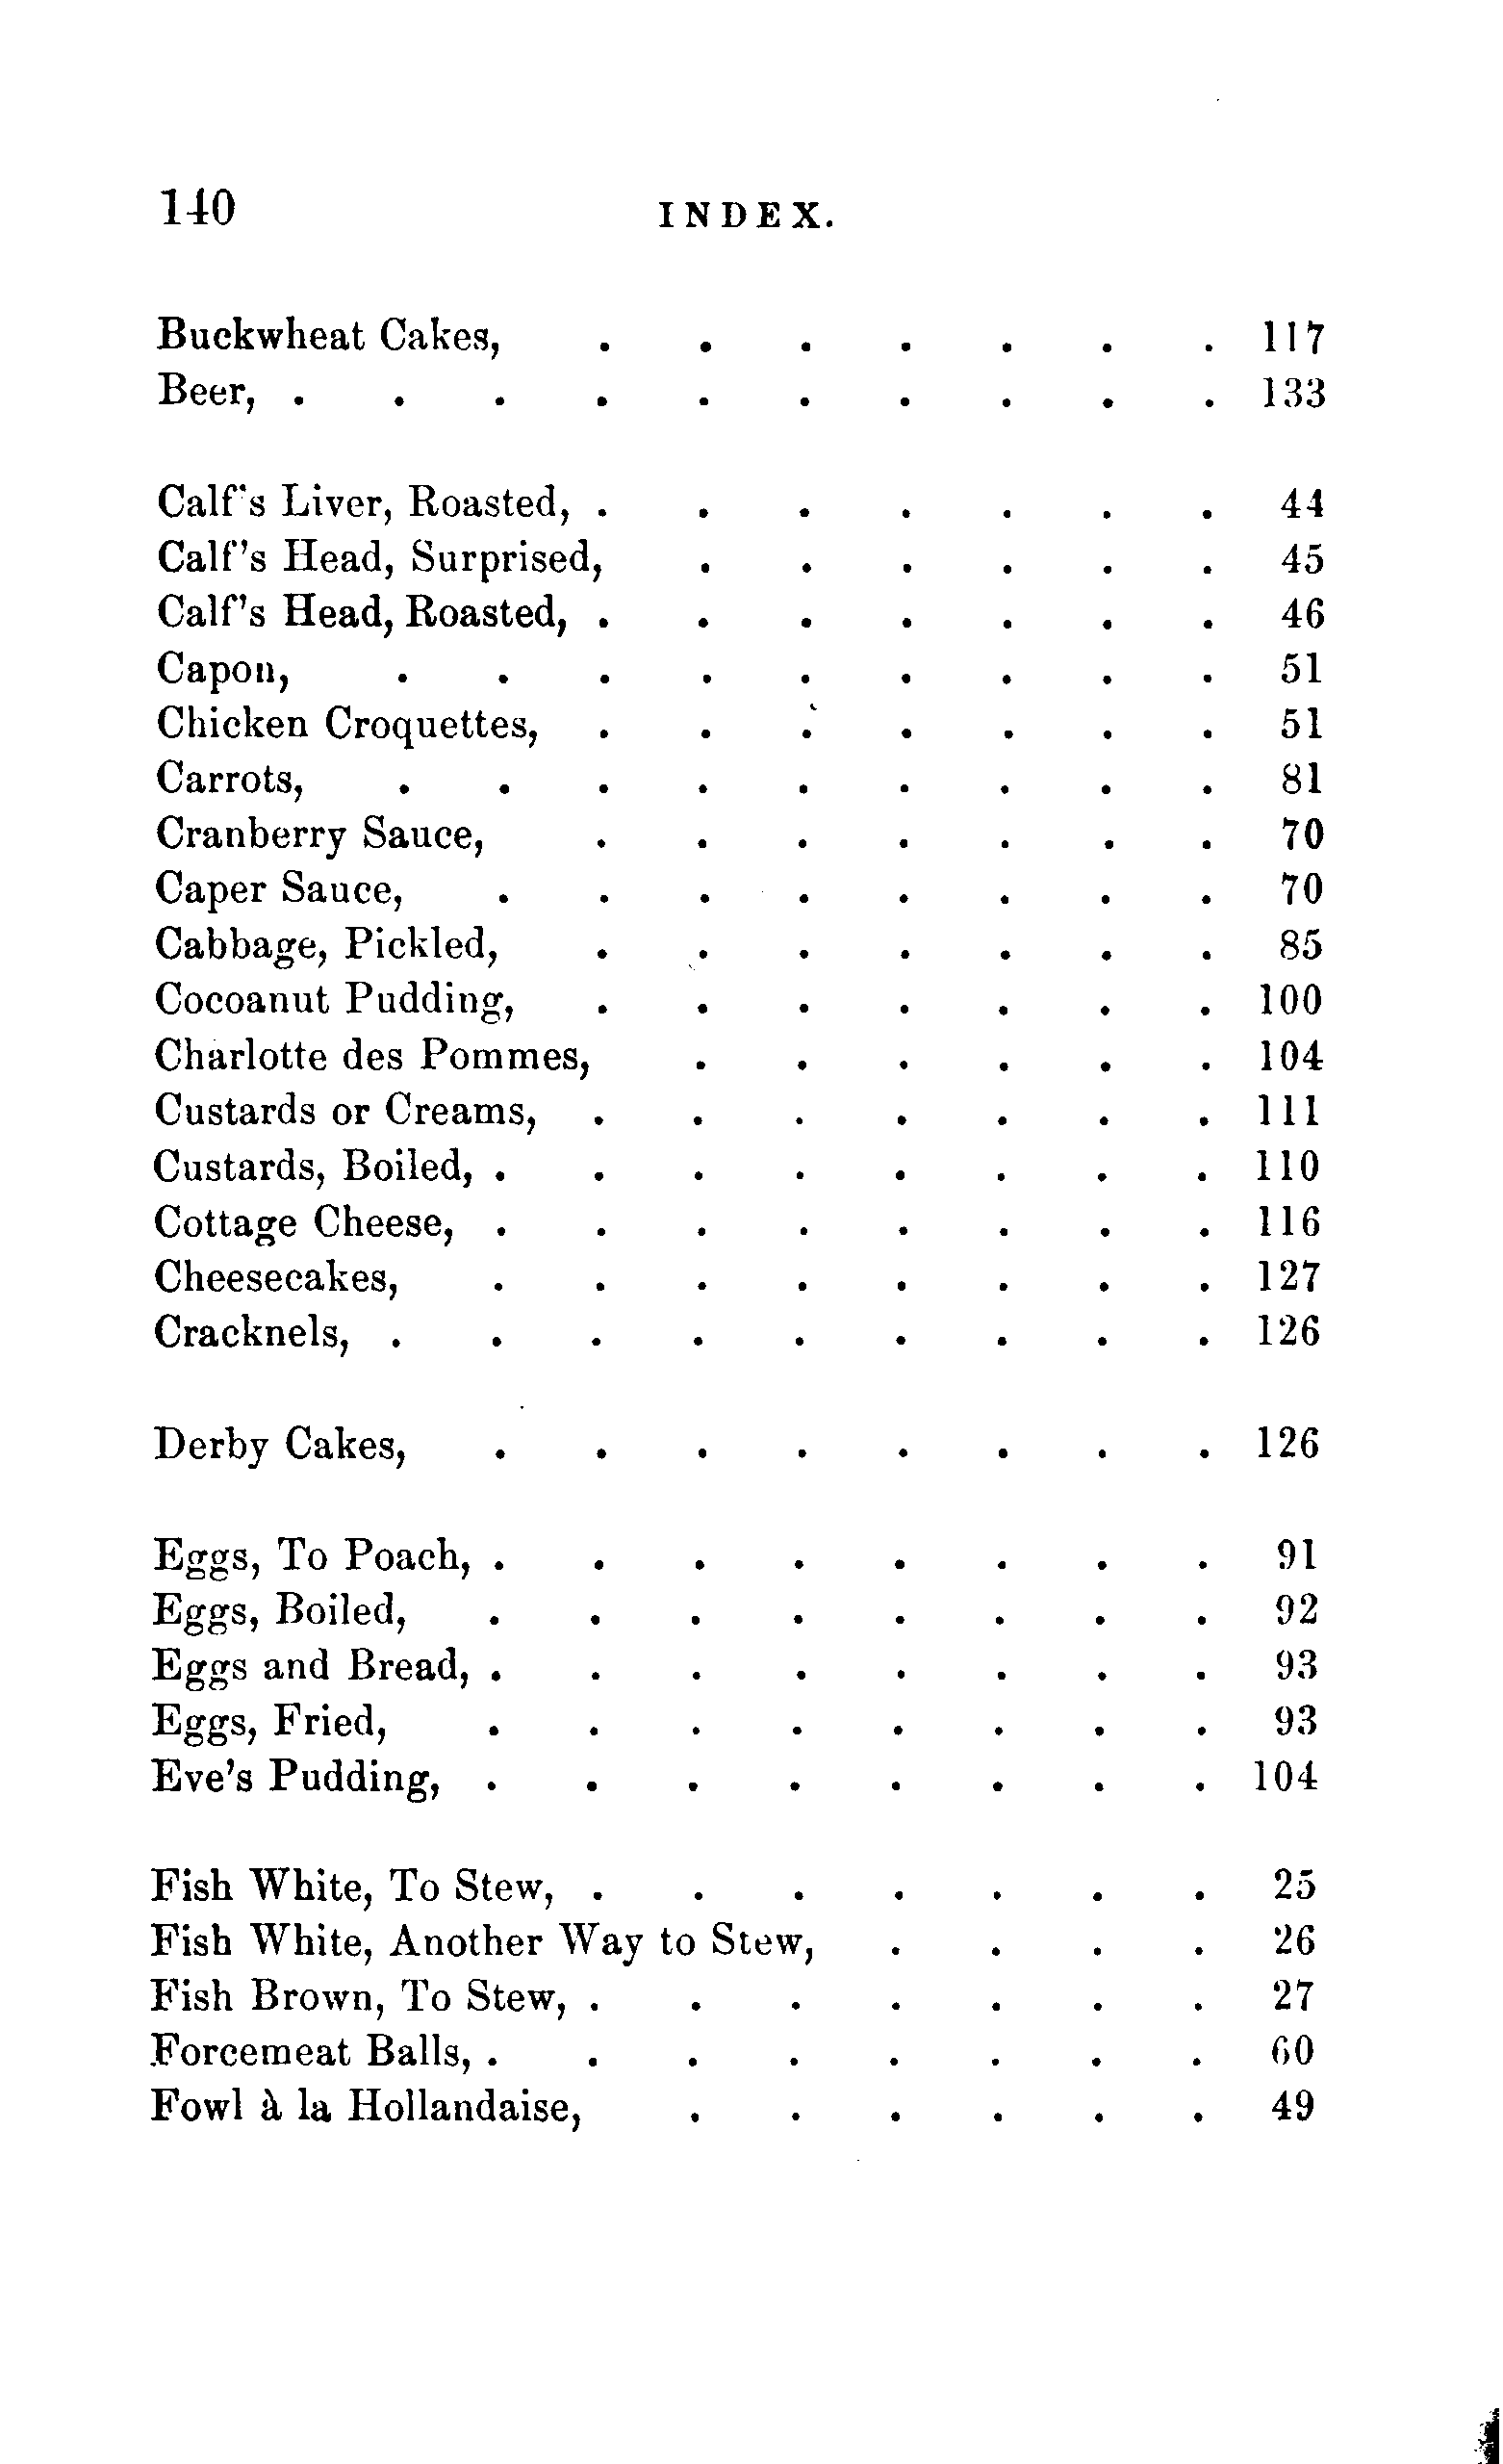 140 INDEX.
Buckwheat Cakes, . . . . . . . 117
Beer, . . . . . . . . . . 133
Calf's Liver, Roasted, . . . . . . . 44
Calf's Head, Surprised, . . . . . . 45
Calf's Head, Roasted, . . . . . . . 46
Capon, . . . . . . . . . 51
Chicken Croquettes, . . . . . . . 51
Carrots, . . . . . . . . . 81
Cranberry Sauce, . . . . . . . 70
Caper Sauce, . . . . . . . . 70
Cabbage, Pickled, . . . . . . . 85
Cocoanut Pudding, . . . . . . . 100
Charlotte des Pommes, . . . . . . 104
Custards or Creams, . . . . . . . 111
Custards, Boiled, . . . . . . . . 110
Cottage Cheese, . . . . . . . . 116
Cheesecakes, . . . . . . . . 127
Cracknels, . . . . . . . . . 126
Derby Cakes, . . . . . . . . 126
Eggs, To Poach, . . . . . . . . 91
Eggs, Boiled, . . . . . . . . 92
Eggs and Bread, . . . . . . . . 93
Eggs, Fried, . . . . . . . . 93
Eve's Pudding, . . . . . . . . 104
Fish White, To Stew, . . . . . . . 25
Fish White, Another Way to Stew, . . . . 26
Fish Brown, To Stew, . . . . . . . 27
Forcemeat Balls, . . . . . . . . 60
Fowl à la Hollandaise, . . . . . . 49